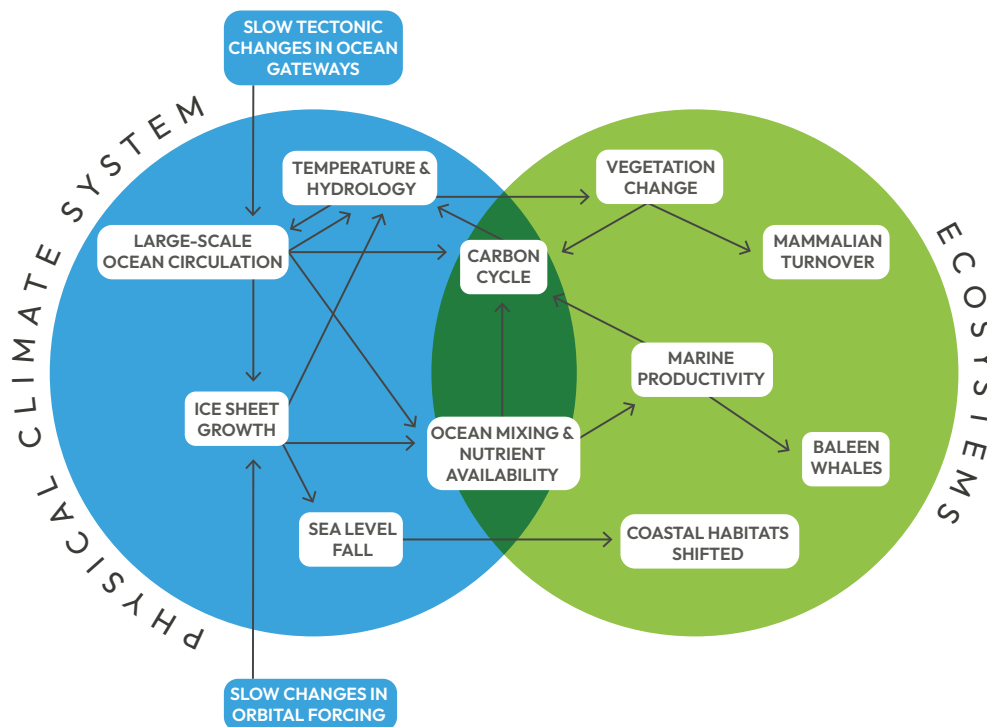 SLOW TECTONIC
CHANGES IN OCEAN
GATEWAYS
PHYSICAL CLIMATE SYSTEM
ECOSYSTEMS
TEMPERATURE &
HYDROLOGY
VEGETATION
CHANGE
LARGE-SCALE
OCEAN CIRCULATION
CARBON
CYCLE
MAMMALIAN
TURNOVER
MARINE
PRODUCTIVITY
ICE SHEET
GROWTH
OCEAN MIXING &
NUTRIENT
AVAILABILITY
BALEEN
WHALES
SEA LEVEL
FALL
COASTAL HABITATS
SHIFTED
SLOW CHANGES IN
ORBITAL FORCING